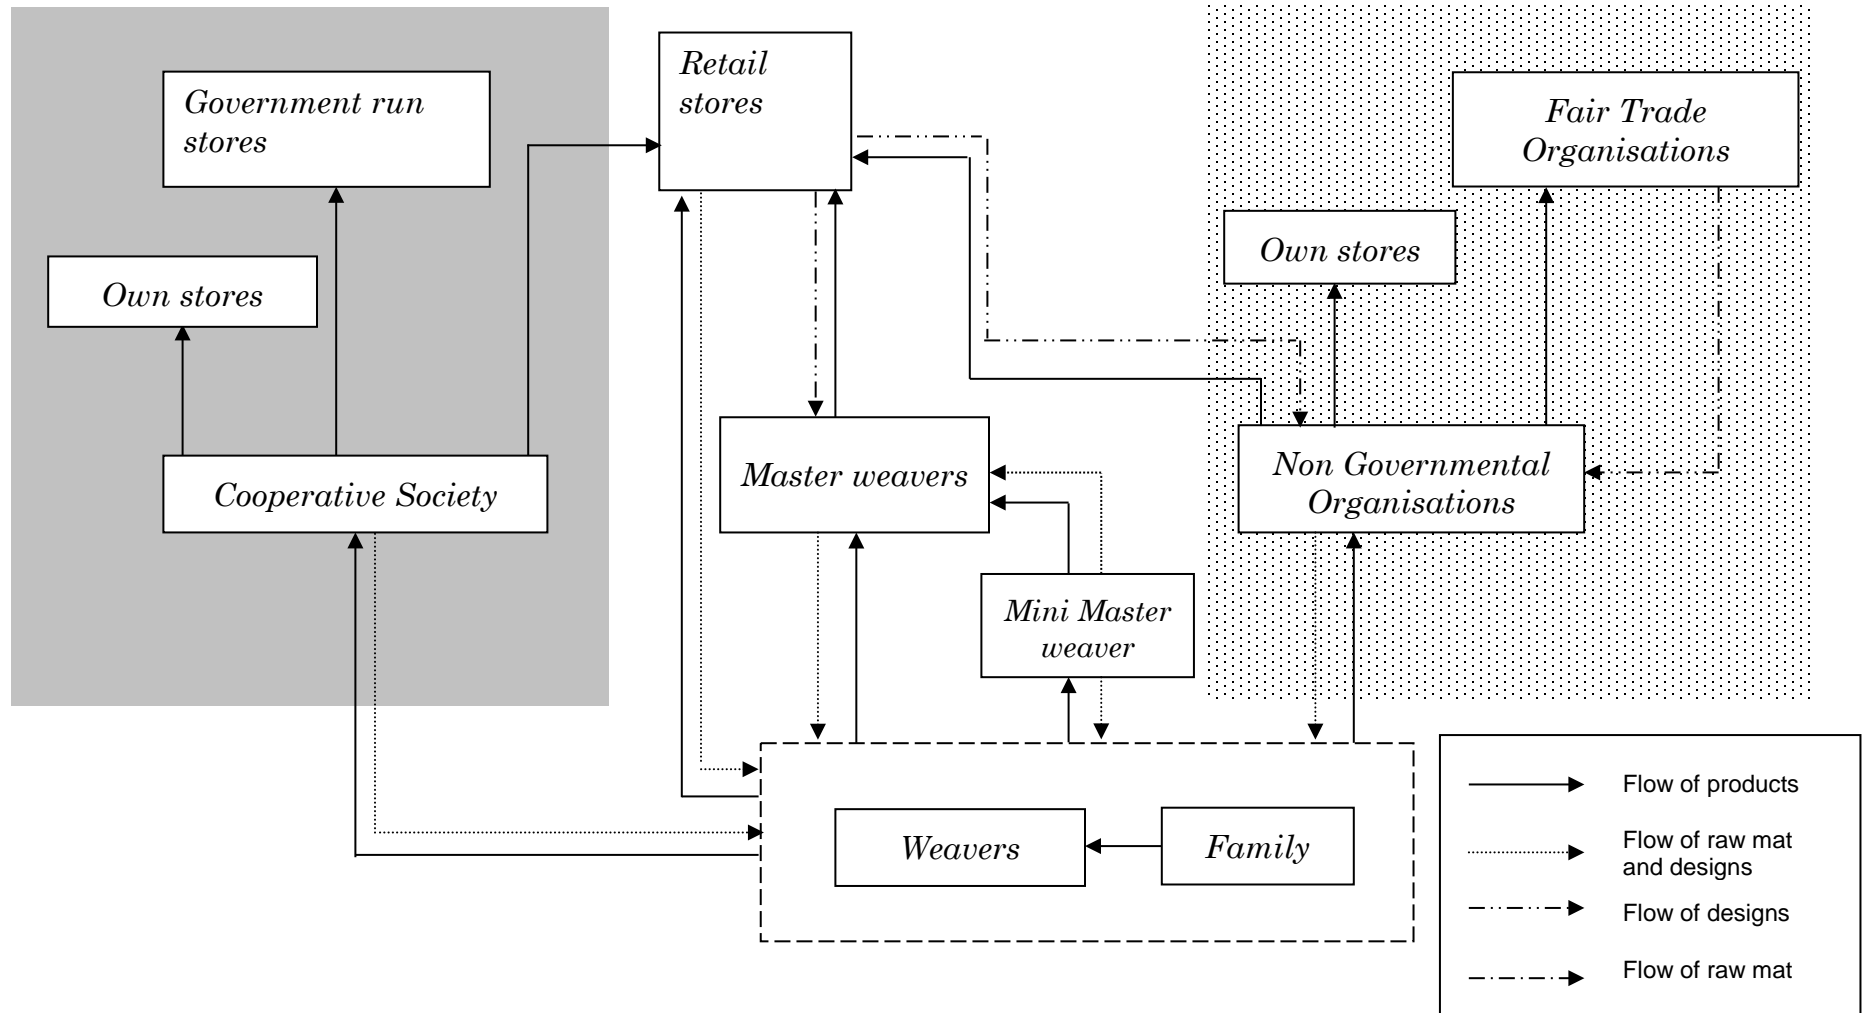 Government run
stores
Retail
stores
Fair Trade
Organisations
Own stores
Own stores
Cooperative Society
Master weavers
Non Governmental
Organisations
Mini Master
weaver
Weavers
Family
Flow of products
Flow of raw mat
and designs
Flow of designs
Flow of raw mat